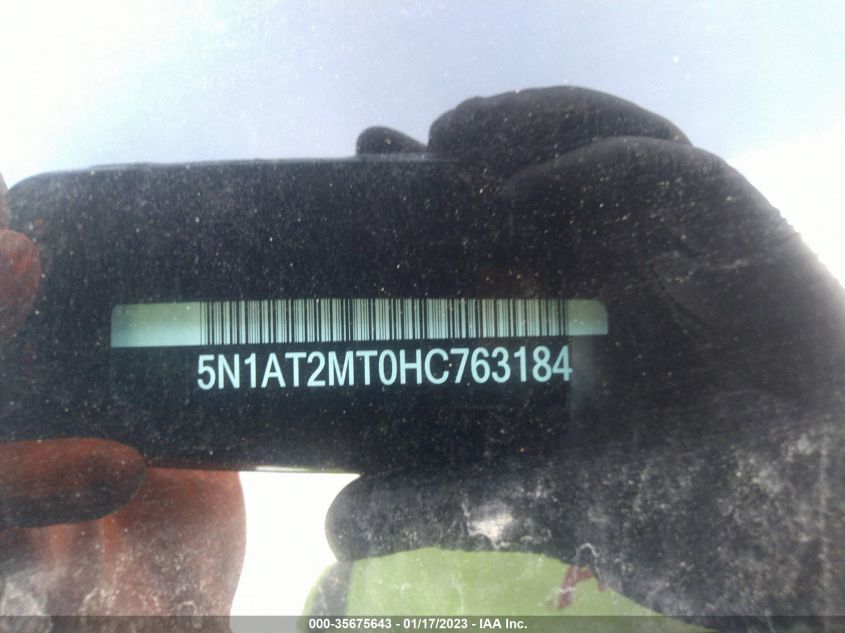 5N1AT2MT0HC763184
000-35675643 - 01/17/2023 - IAA Inc.